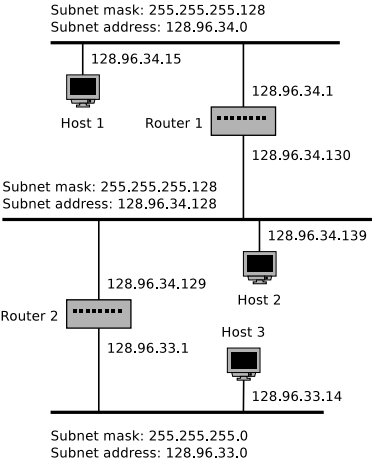 Subnet mask: 255.255.255.128
Subnet address: 128.96.34.0
128.96.34.15
128.96.34.1
Host 1
Router 1
128.96.34.130
Subnet mask: 255.255.255.128
Subnet address: 128.96.34.128
128.96.34.139
128.96.34.129
Host 2
Router 2
Host 3
128.96.33.1
128.96.33.14
Subnet mask: 255.255.255.0
Subnet address: 128.96.33.0